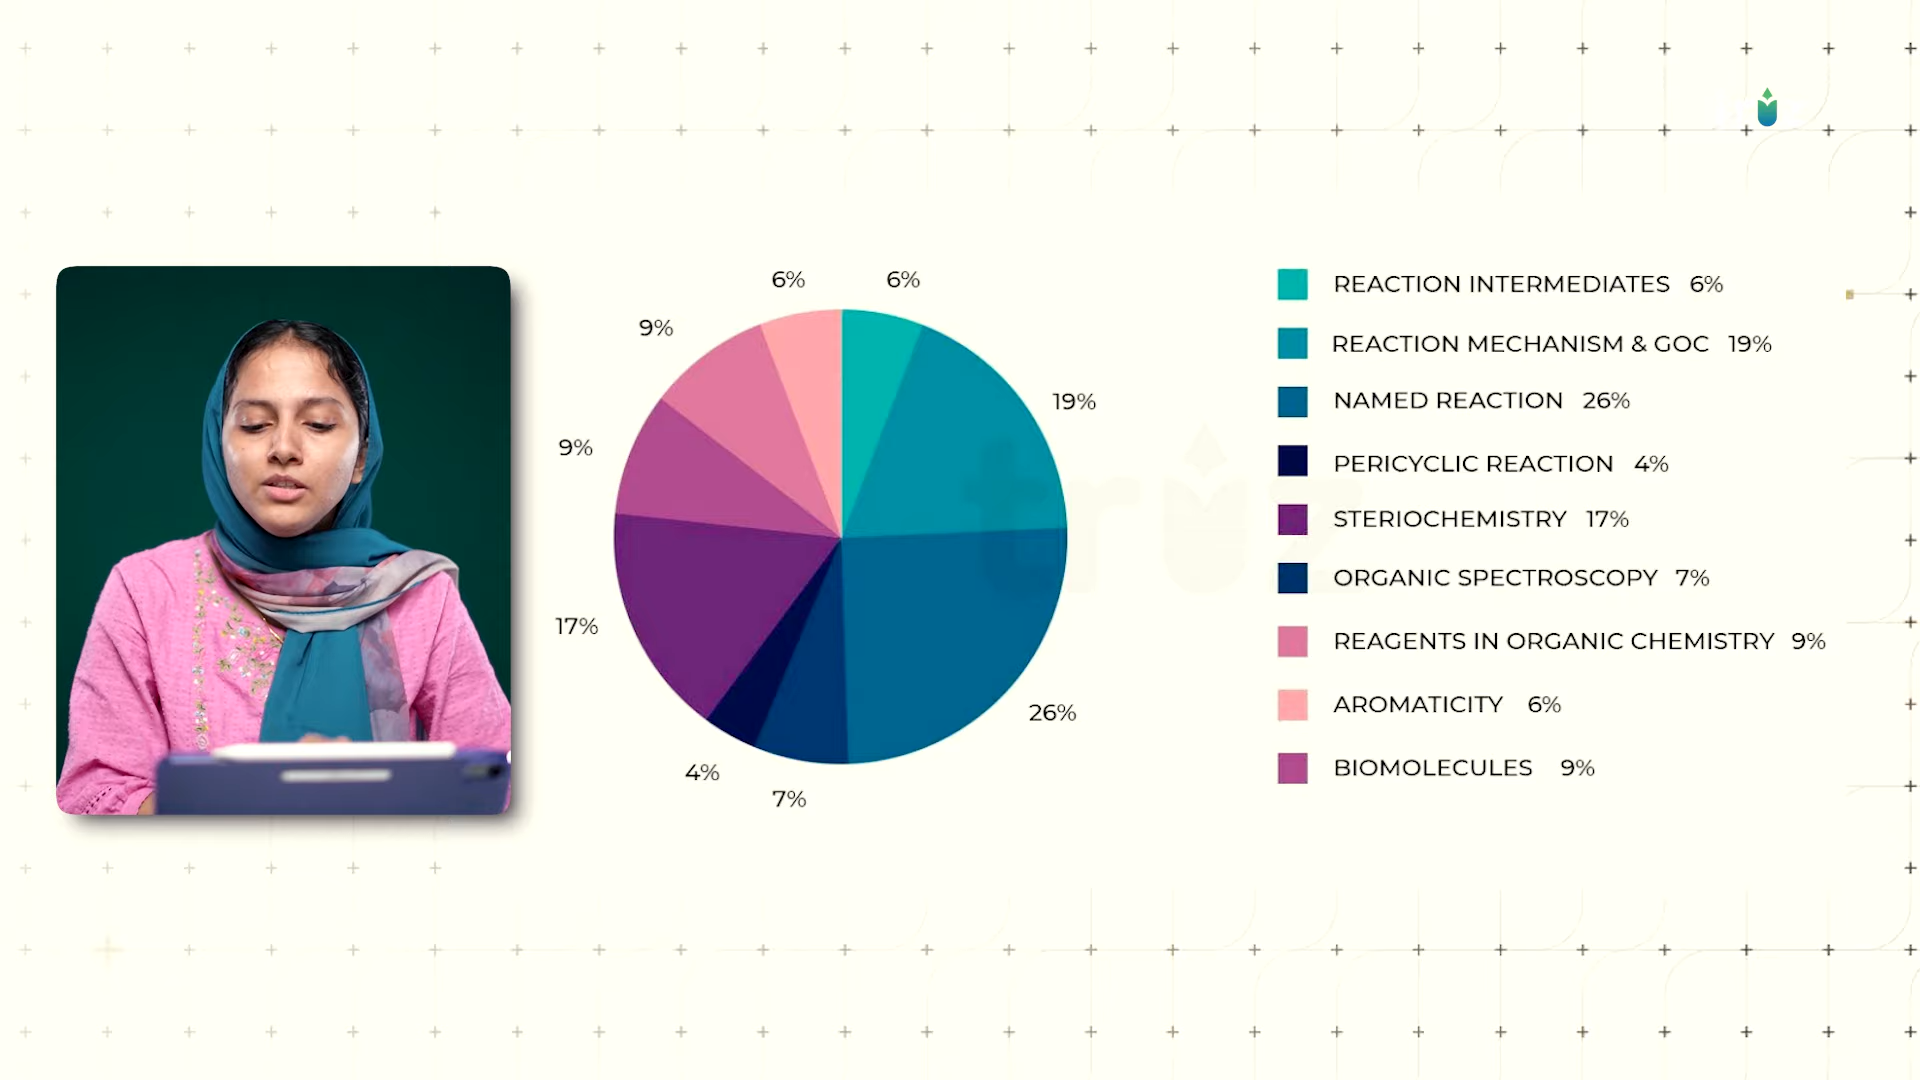 6%
6%
9%
19%
9%
17%
26%
4%
7%
REACTION INTERMEDIATES 6%
REACTION MECHANISM & GOC 19%
NAMED REACTION 26%
PERICYCLIC REACTION 4%
STERIOCHEMISTRY 17%
ORGANIC SPECTROSCOPY 7%
REAGENTS IN ORGANIC CHEMISTRY 9%
AROMATICITY 6%
BIOMOLECULES 9%
truz